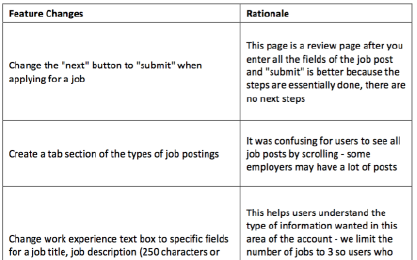 Feature Changes
Rationale
Change the "next" button to "submit" when
applying for a job
This page is a review page after you
enter all the fields of the job post
and "submit" is better because the
steps are essentially done, there are
no next steps
Create a tab section of the types of job postings
It was confusing for users to see all
job posts by scrolling - some
employers may have a lot of posts
Change work experience text box to specific fields
for a job title, job description (250 characters or
This helps users understand the
type of information wanted in this
area of the account - we limit the
number of jobs to 3 so users who